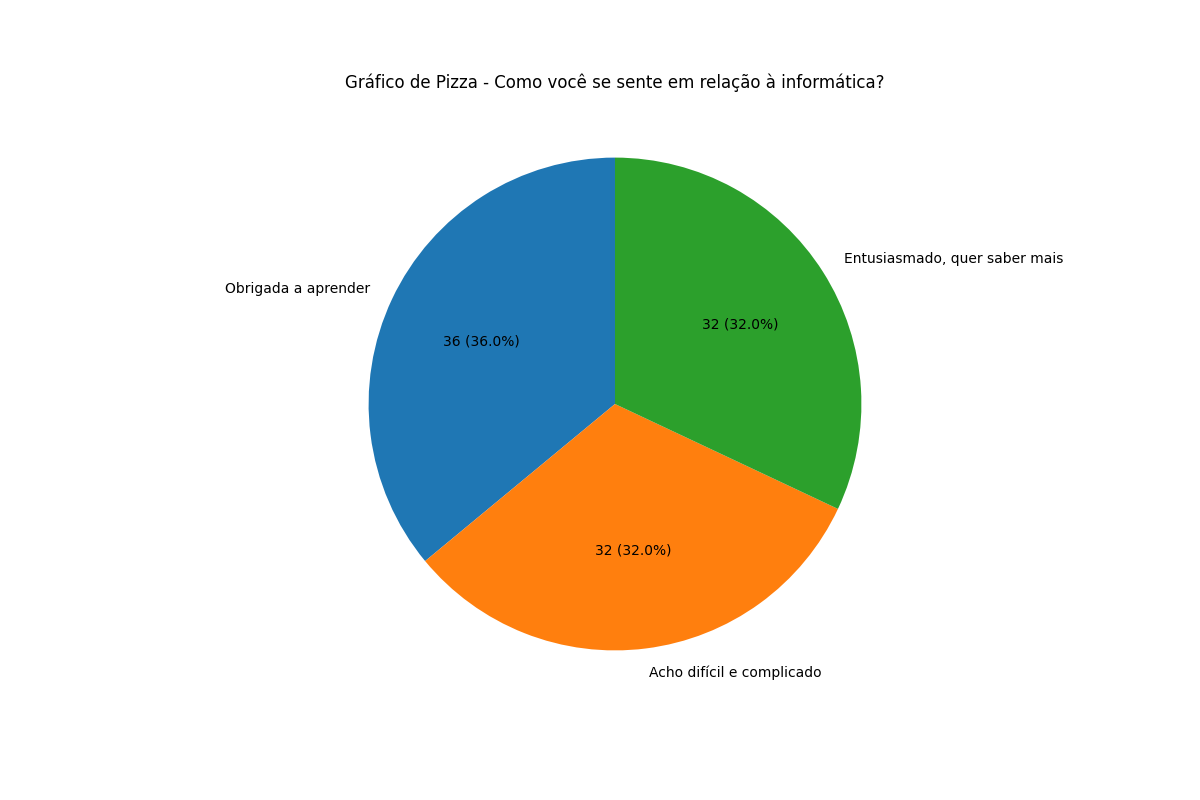 Gráfico de Pizza - Como você se sente em relação à informática?
Entusiasmado, quer saber mais
Obrigada a aprender
32 (32.0%)
36 (36.0%)
32 (32.0%)
Acho difícil e complicado